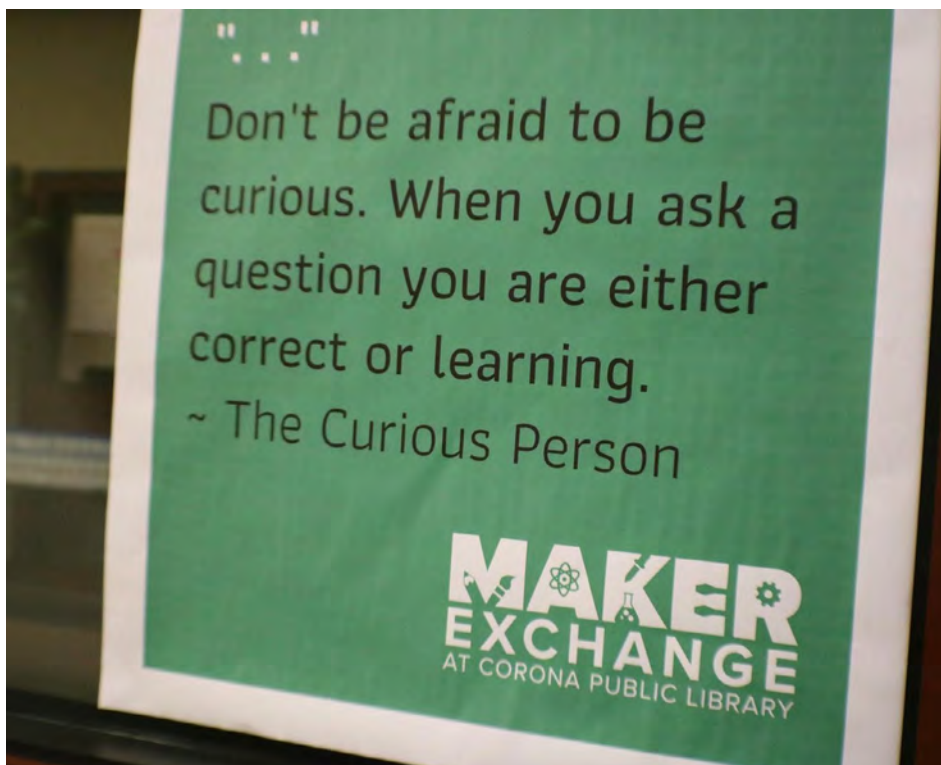 "..."
Don't be afraid to be
curious. When you ask a
question you are either
correct or learning.
~ The Curious Person
MAKER
EXCHANGE
AT CORONA PUBLIC LIBRARY